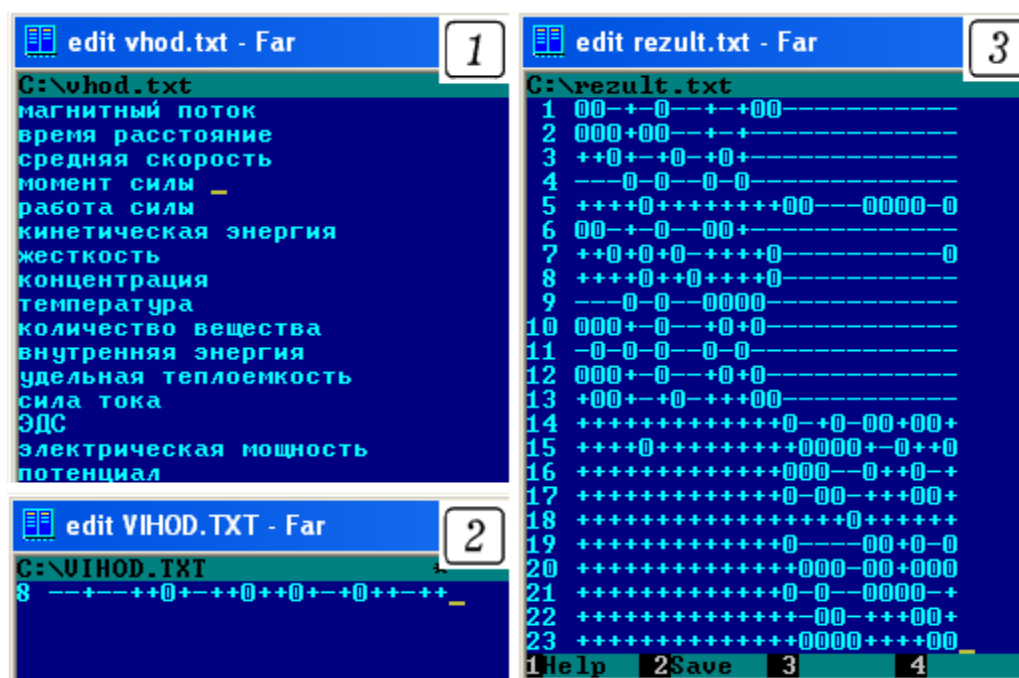 edit vhod.txt - Far
1
C:\vhod.txt
магнитный поток
время расстояние
средняя скорость
момент силы _
работа силы
кинетическая энергия
жесткость
концентрация
температура
количество вещества
внутренняя энергия
удельная теплоемкость
сила тока
ЭДС
электрическая мощность
потенциал
edit VIHOD.TXT - Far
2
C:\VIHOD.TXT *
8 --+--++0+-++0++0+-+0++-++_
edit rezult.txt - Far
3
C:\rezult.txt
1 00-+-0--+-+00-----------
2 000+00--+-+-------------
3 ++0+-+0-+0+-------------
4 ---0-0--0-0-------------
5 ++++0++++++++00---0000-0
6 00-+-0--00+-------------
7 ++0+0+0-++++0----------0
8 ++++0++0++++0-----------
9 ---0-0--0000------------
10 000+-0--+0+0------------
11 -0-0-0--0-0-------------
12 000+-0--+0+0------------
13 +00+-+0-+++00-----------
14 +++++++++++++0-+0-00+00+
15 ++++0+++++++++0000+-0++0
16 +++++++++++++000--0++0-+
17 +++++++++++++0-00-+++00+
18 +++++++++++++++++0++++++
19 +++++++++++++0----00+0-0
20 ++++++++++++++000-00+000
21 +++++++++++++0-0--0000-+
22 ++++++++++++++-00-+++00+
23 ++++++++++++++0000++++00_
1Help 2Save 3 4